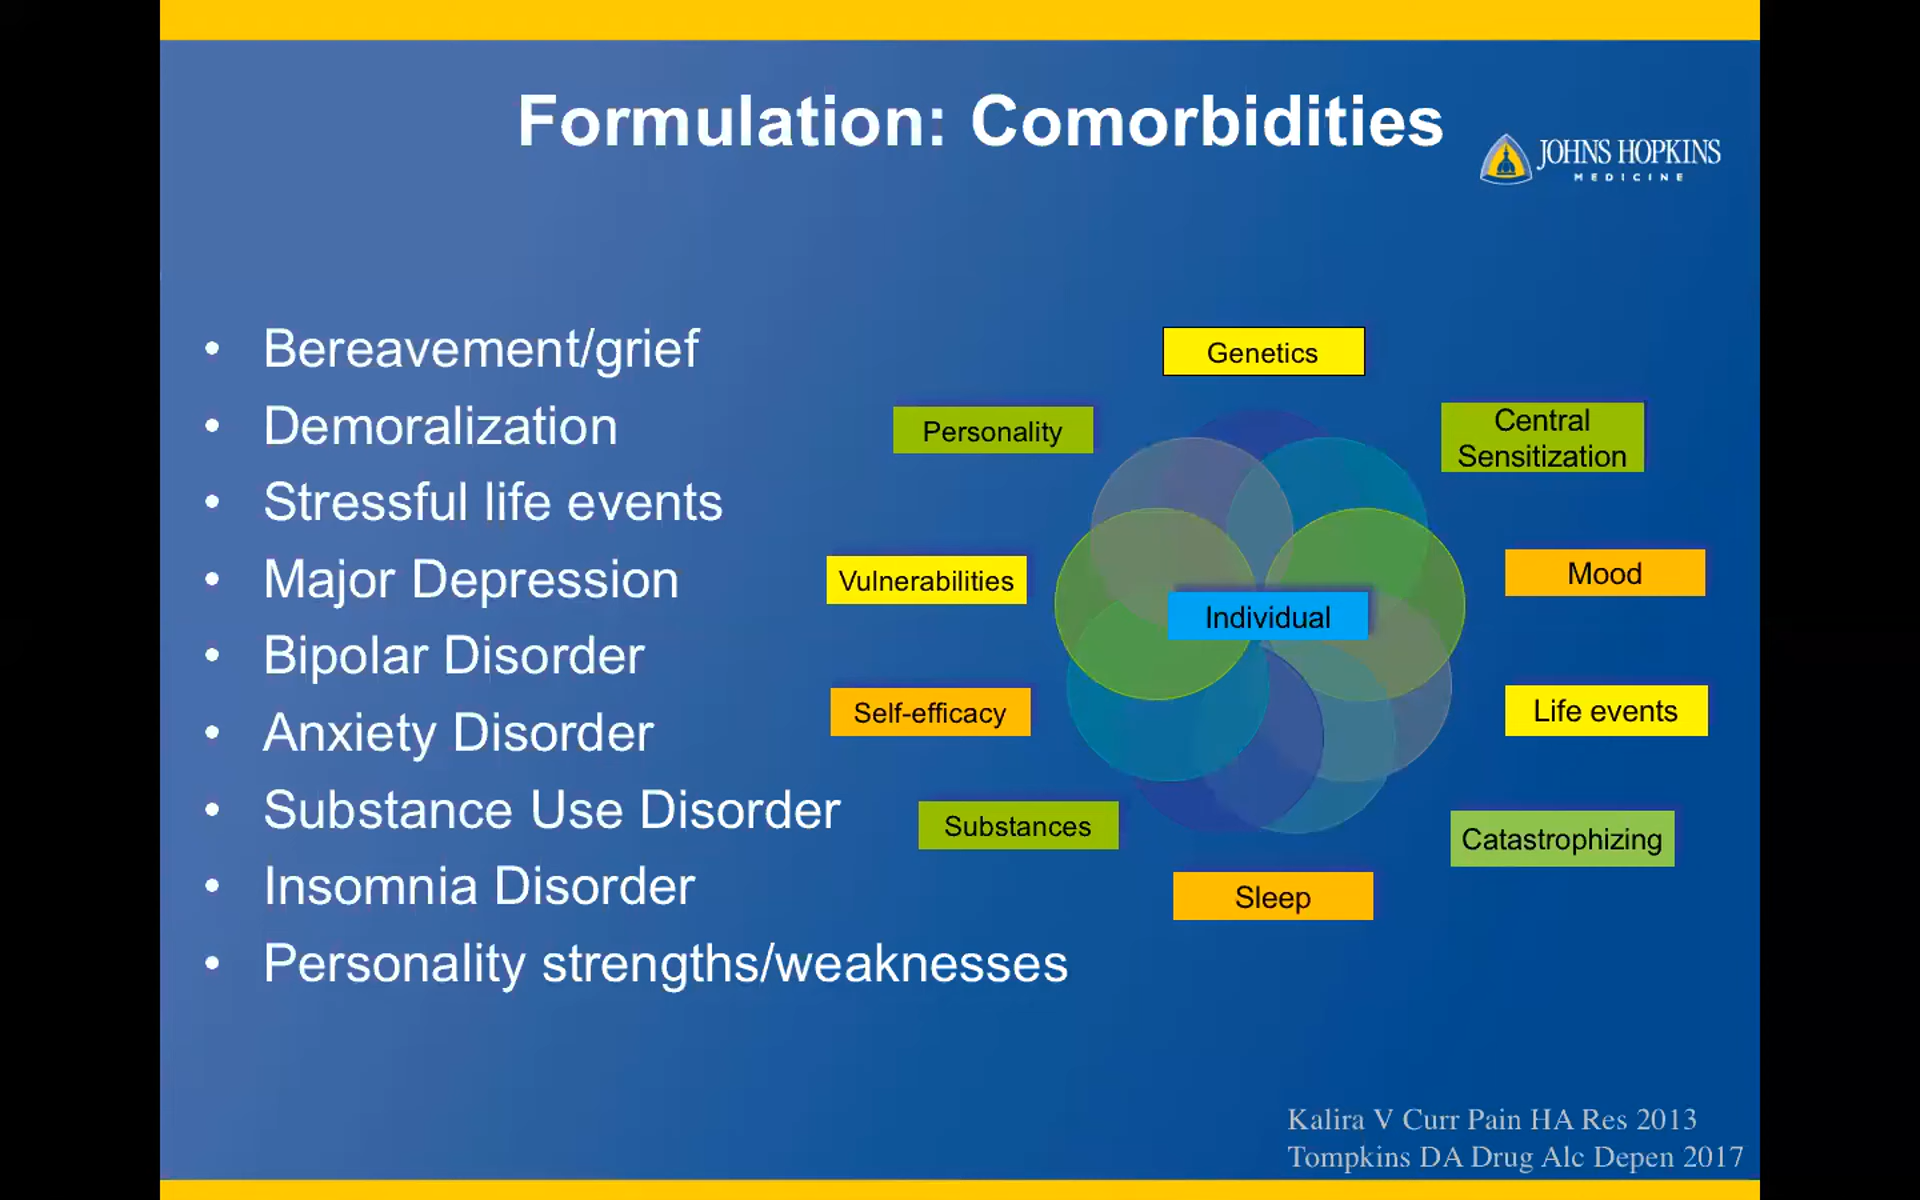 Formulation: Comorbidities
JOHNS HOPKINS
MEDICINE
• Bereavement/grief
• Demoralization
• Stressful life events
• Major Depression
• Bipolar Disorder
• Anxiety Disorder
• Substance Use Disorder
• Insomnia Disorder
• Personality strengths/weaknesses
Genetics
Personality
Central
Sensitization
Vulnerabilities
Individual
Mood
Self-efficacy
Life events
Substances
Catastrophizing
Sleep
Kalira V Curr Pain HA Res 2013
Tompkins DA Drug Alc Depen 2017